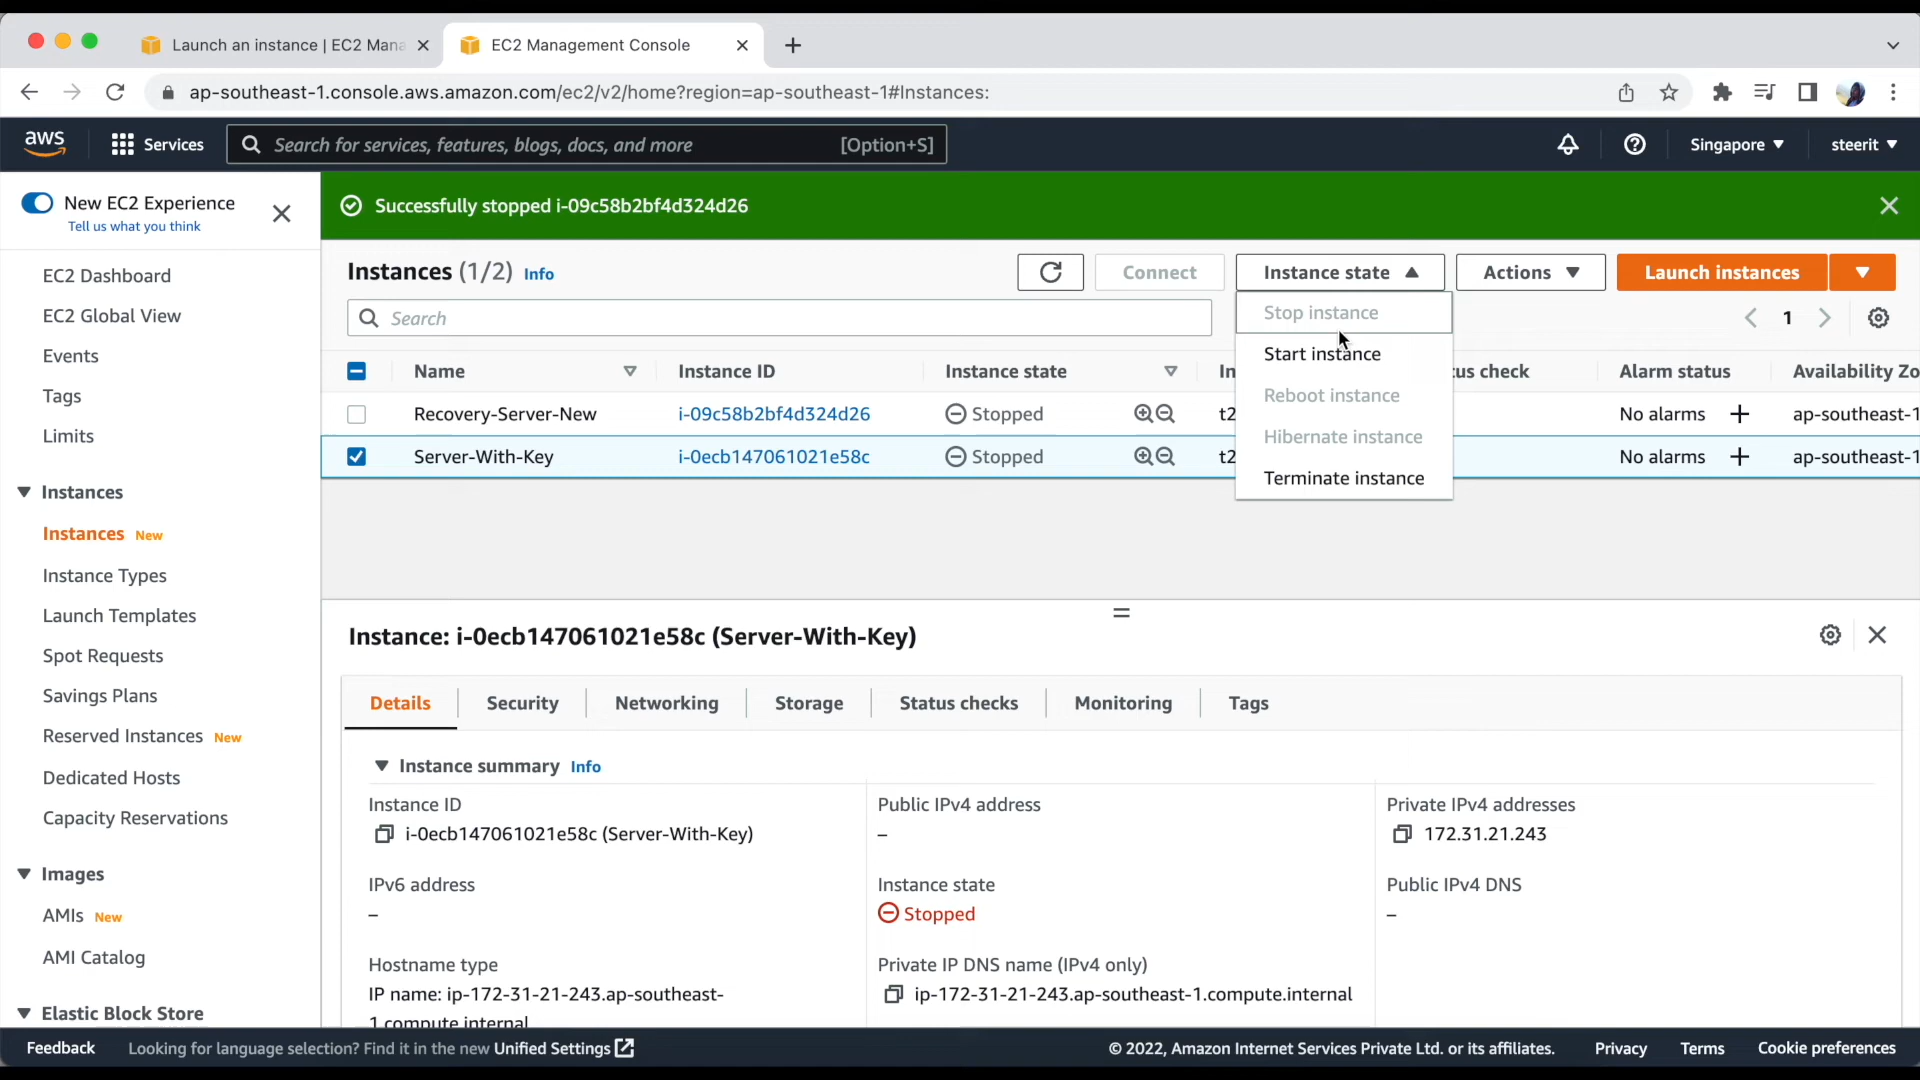 Launch an instance | EC2 Mana
EC2 Management Console
ap-southeast-1.console.aws.amazon.com/ec2/v2/home?region=ap-southeast-1#Instances:
aws
Services
Search for services, features, blogs, docs, and more
[Option+S]
Singapore
steerit
New EC2 Experience
Tell us what you think
EC2 Dashboard
EC2 Global View
Events
Tags
Limits
Instances
Instances New
Instance Types
Launch Templates
Spot Requests
Savings Plans
Reserved Instances New
Dedicated Hosts
Capacity Reservations
Images
AMIs New
AMI Catalog
Elastic Block Store
Successfully stopped i-09c58b2bf4d324d26
Instances (1/2) Info
Connect
Instance state
Actions
Launch instances
Search
1
Stop instance
Start instance
Reboot instance
Hibernate instance
Terminate instance
Name Instance ID Instance state In tus check Alarm status Availability Zo
Recovery-Server-New i-09c58b2bf4d324d26 Stopped t2 No alarms + ap-southeast-1
Server-With-Key i-0ecb147061021e58c Stopped t2 No alarms + ap-southeast-1
Instance: i-0ecb147061021e58c (Server-With-Key)
Details Security Networking Storage Status checks Monitoring Tags
Instance summary Info
Instance ID
i-0ecb147061021e58c (Server-With-Key)
Public IPv4 address
–
Private IPv4 addresses
172.31.21.243
IPv6 address
–
Instance state
Stopped
Public IPv4 DNS
–
Hostname type
IP name: ip-172-31-21-243.ap-southeast-
1.compute.internal
Private IP DNS name (IPv4 only)
ip-172-31-21-243.ap-southeast-1.compute.internal
Feedback
Looking for language selection? Find it in the new Unified Settings
© 2022, Amazon Internet Services Private Ltd. or its affiliates.
Privacy
Terms
Cookie preferences